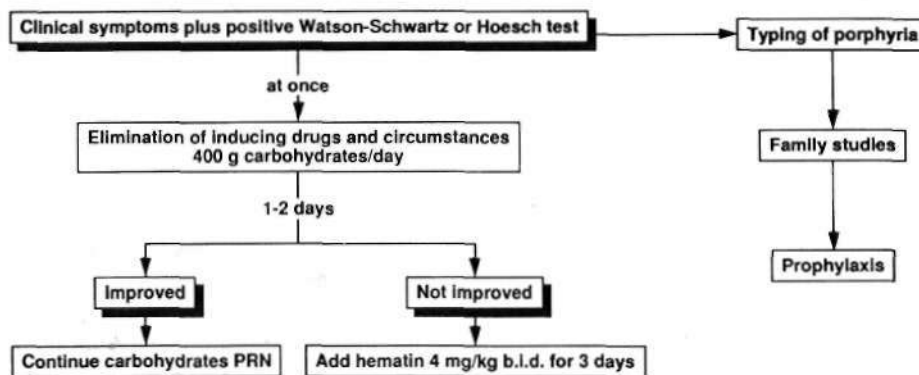 Clinical symptoms plus positive Watson-Schwartz or Hoesch test
Typing of porphyria
at once
Elimination of inducing drugs and circumstances
400 g carbohydrates/day
Family studies
1-2 days
Prophylaxis
Improved
Not improved
Continue carbohydrates PRN
Add hematin 4 mg/kg b.i.d. for 3 days